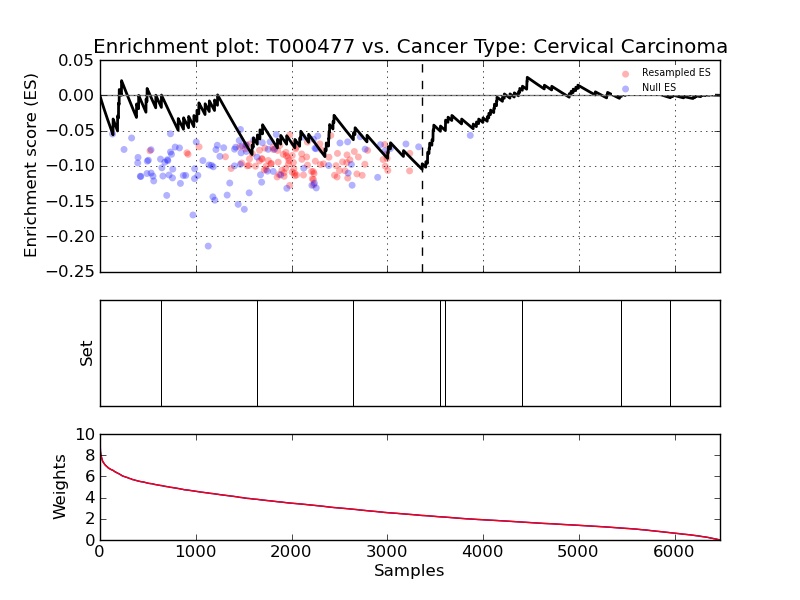 Enrichment plot: T000477 vs. Cancer Type: Cervical Carcinoma
Enrichment score (ES)
0.05
0.00
−0.05
−0.10
−0.15
−0.20
−0.25
Resampled ES
Null ES
Set
Weights
10
8
6
4
2
0
0 1000 2000 3000 4000 5000 6000
Samples